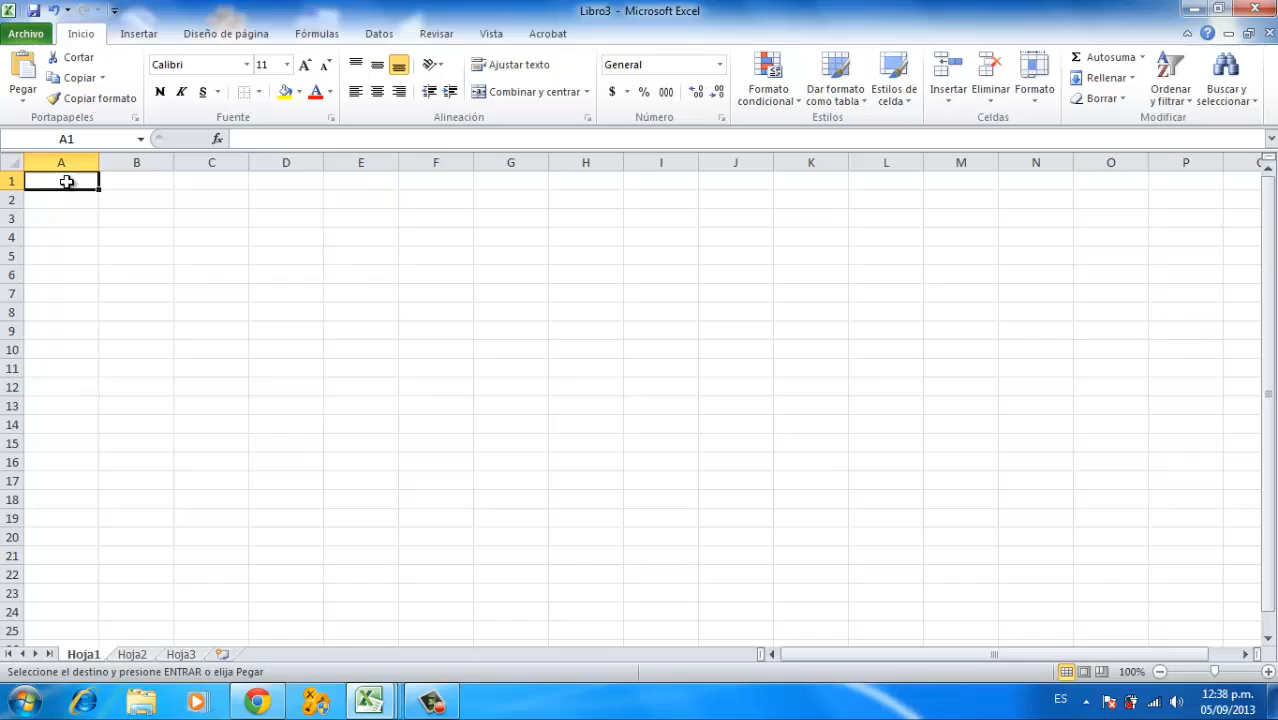 Libro3 - Microsoft Excel
Archivo Inicio Insertar Diseño de página Fórmulas Datos Revisar Vista Acrobat
Pegar
Cortar
Copiar
Copiar formato
Portapapeles
Calibri 11
N K S
Fuente
Ajustar texto
Combinar y centrar
Alineación
General
$ % 000
Número
Formato condicional
Dar formato como tabla
Estilos de celda
Estilos
Insertar Eliminar Formato
Celdas
Autosuma
Rellenar
Borrar
Ordenar y filtrar
Buscar y seleccionar
Modificar
A1 fx
A B C D E F G H I J K L M N O P
1
2
3
4
5
6
7
8
9
10
11
12
13
14
15
16
17
18
19
20
21
22
23
24
25
Hoja1 Hoja2 Hoja3
Seleccione el destino y presione ENTRAR o elija Pegar 100%
ES 12:38 p.m.
05/09/2013